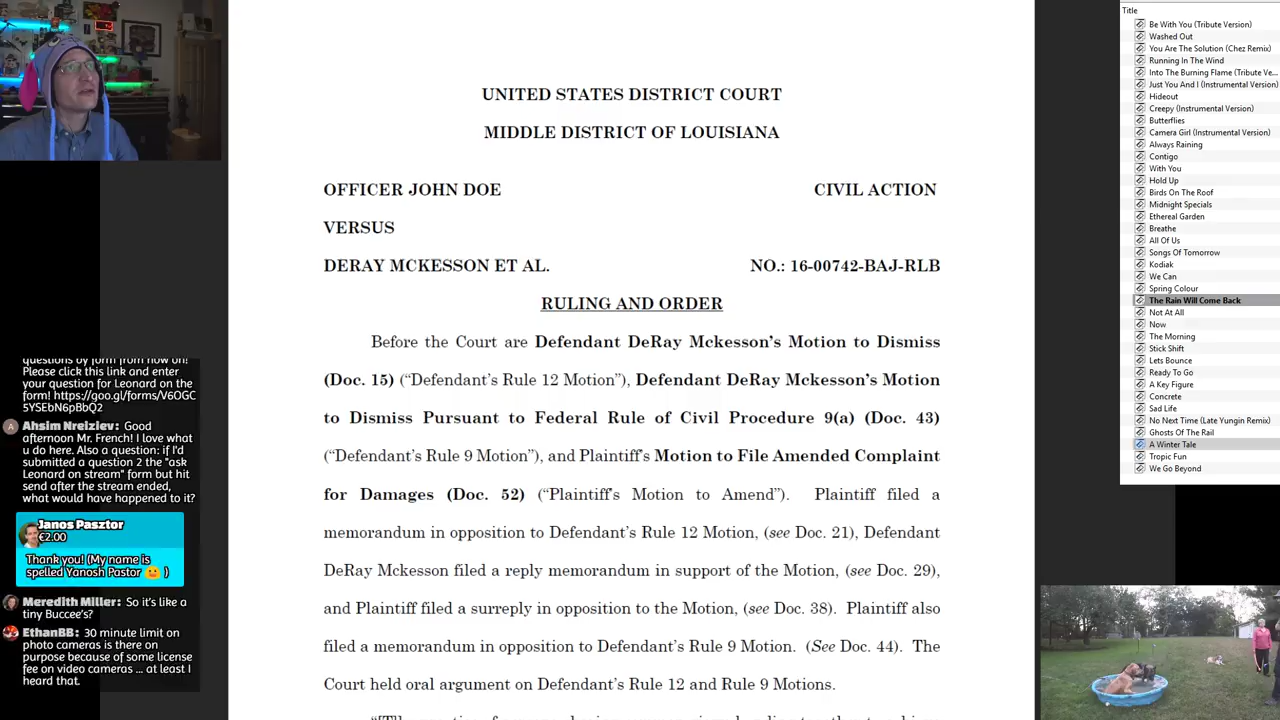 UNITED STATES DISTRICT COURT
MIDDLE DISTRICT OF LOUISIANA
OFFICER JOHN DOE CIVIL ACTION
VERSUS
DERAY MCKESSON ET AL. NO.: 16-00742-BAJ-RLB
RULING AND ORDER
Before the Court are Defendant DeRay Mckesson's Motion to Dismiss
(Doc. 15) ("Defendant's Rule 12 Motion"), Defendant DeRay Mckesson's Motion
to Dismiss Pursuant to Federal Rule of Civil Procedure 9(a) (Doc. 43)
("Defendant's Rule 9 Motion"), and Plaintiff's Motion to File Amended Complaint
for Damages (Doc. 52) ("Plaintiff's Motion to Amend"). Plaintiff filed a
memorandum in opposition to Defendant's Rule 12 Motion, (see Doc. 21), Defendant
DeRay Mckesson filed a reply memorandum in support of the Motion, (see Doc. 29),
and Plaintiff filed a surreply in opposition to the Motion, (see Doc. 38). Plaintiff also
filed a memorandum in opposition to Defendant's Rule 9 Motion. (See Doc. 44). The
Court held oral argument on Defendant's Rule 12 and Rule 9 Motions.
questions by form from now on!
Please click this link and enter
your question for Leonard on the
form! https://goo.gl/forms/V6OGC
5YSEbN6pBbQ2
Ahsim Nreiziev: Good
afternoon Mr. French! I love what
u do here. Also a question: if I'd
submitted a question 2 the "ask
Leonard on stream" form but hit
send after the stream ended,
what would have happened to it?
Janos Pasztor
€2.00
Thank you! (My name is
spelled Yanosh Pastor 🙂 )
Meredith Miller: So it's like a
tiny Buccee's?
EthanBB: 30 minute limit on
photo cameras is there on
purpose because of some license
fee on video cameras ... at least I
heard that.
Title
Be With You (Tribute Version)
Washed Out
You Are The Solution (Chez Remix)
Running In The Wind
Into The Burning Flame (Tribute Ve...
Just You And I (Instrumental Version)
Hideout
Creepy (Instrumental Version)
Butterflies
Camera Girl (Instrumental Version)
Always Raining
Contigo
With You
Hold Up
Birds On The Roof
Midnight Specials
Ethereal Garden
Breathe
All Of Us
Songs Of Tomorrow
Kodiak
We Can
Spring Colour
The Rain Will Come Back
Not At All
Now
The Morning
Stick Shift
Lets Bounce
Ready To Go
A Key Figure
Concrete
Sad Life
No Next Time (Late Yungin Remix)
Ghosts Of The Rail
A Winter Tale
Tropic Fun
We Go Beyond